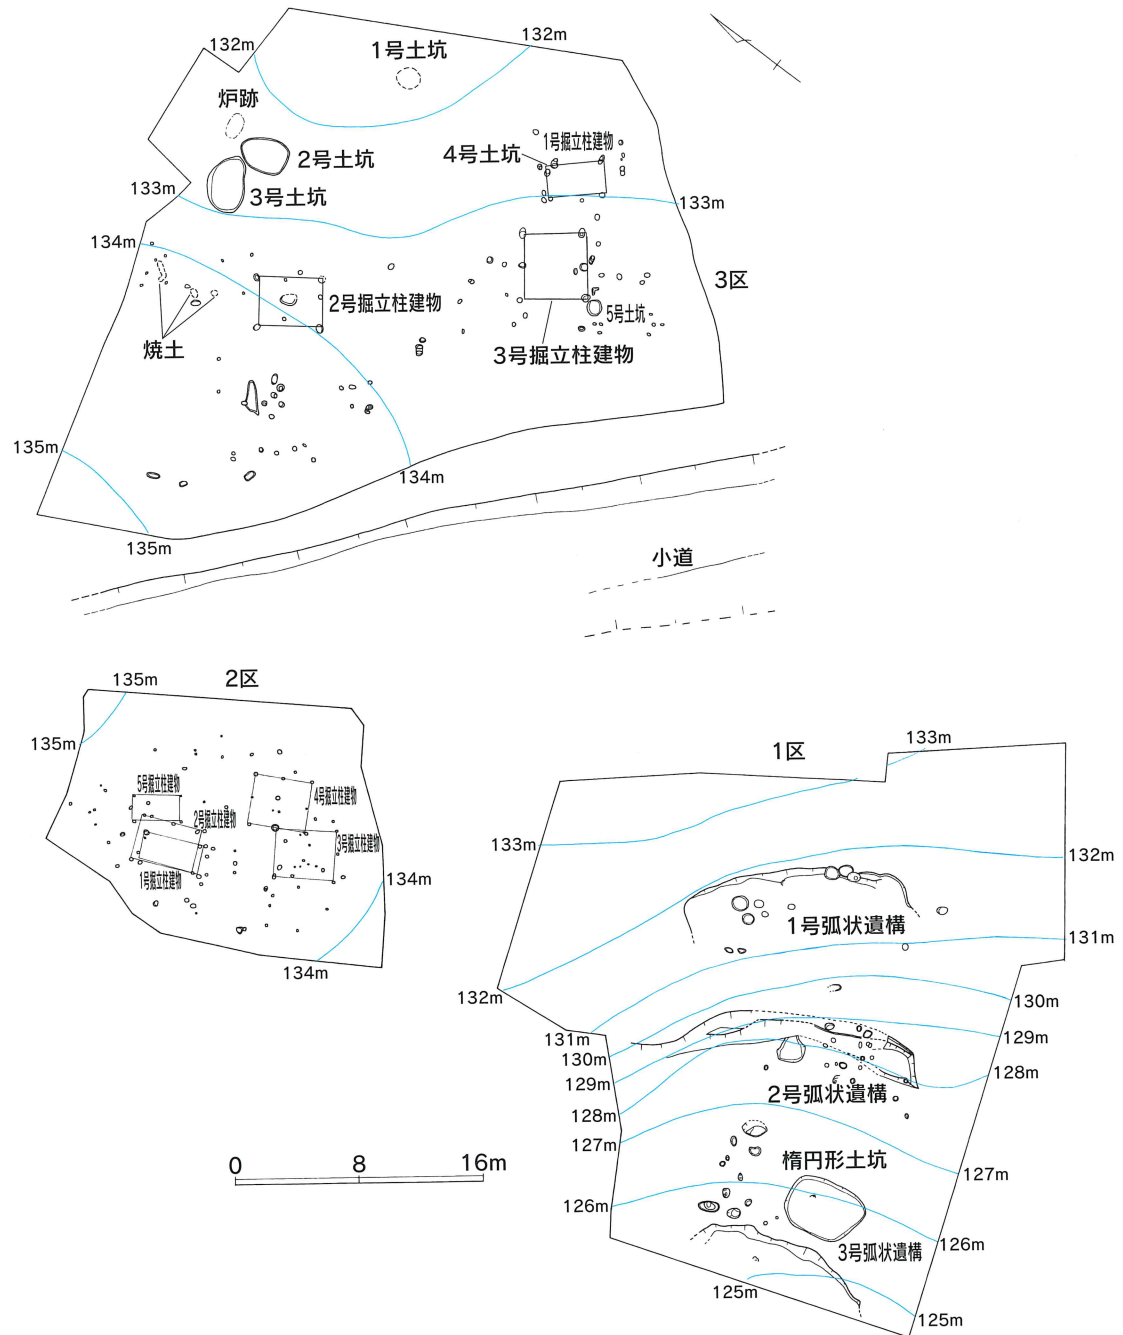 132m
132m
1号土坑
炉跡
2号土坑
1号掘立柱建物
4号土坑
133m
3号土坑
133m
134m
3区
2号掘立柱建物
5号土坑
焼土
3号掘立柱建物
135m
134m
135m
小道
2区
135m
135m
5号掘立柱建物
4号掘立柱建物
2号掘立柱建物
3号掘立柱建物
1号掘立柱建物
134m
134m
1区
133m
133m
132m
1号弧状遺構
131m
132m
130m
131m
129m
130m
128m
129m
2号弧状遺構
128m
127m
楕円形土坑
127m
126m
126m
3号弧状遺構
125m
125m
0 8 16m